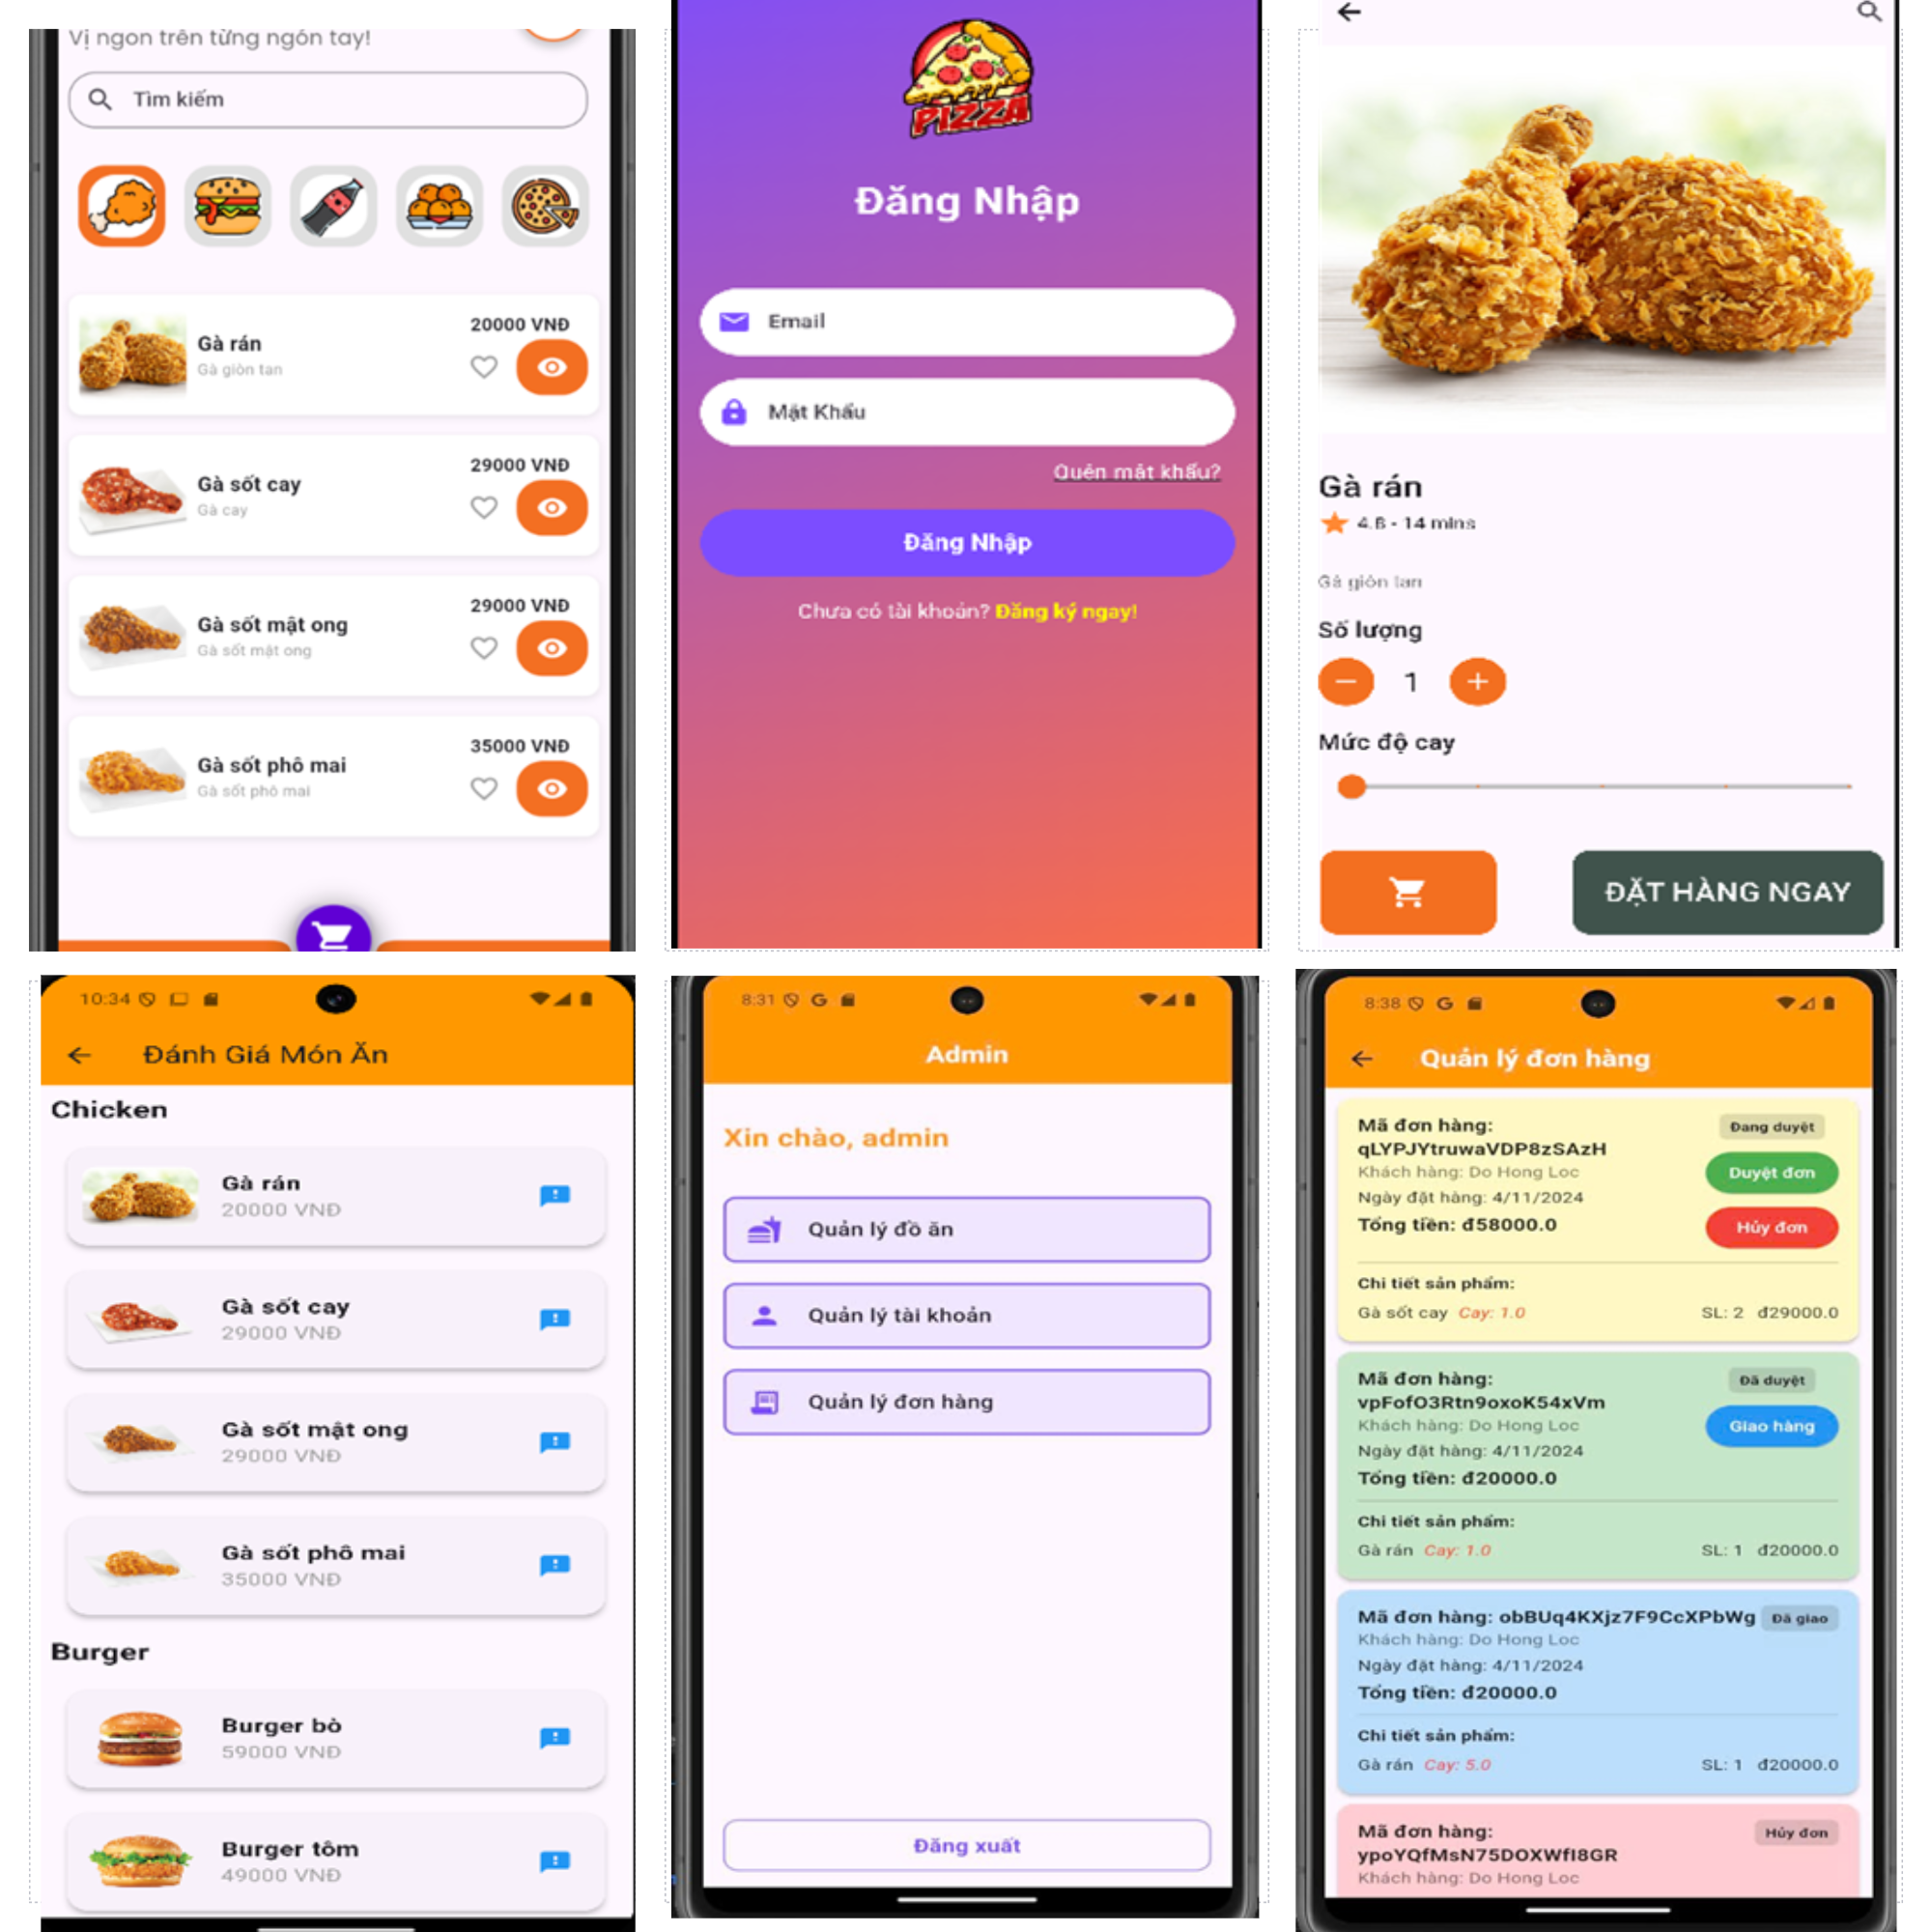 Vị ngon trên từng ngón tay!
Tìm kiếm
20000 VNĐ
Gà rán
Gà giòn tan
29000 VNĐ
Gà sốt cay
Gà cay
29000 VNĐ
Gà sốt mật ong
Gà sốt mật ong
35000 VNĐ
Gà sốt phô mai
Gà sốt phô mai
PIZZA
Đăng Nhập
Email
Mật Khẩu
Quên mật khẩu?
Đăng Nhập
Chưa có tài khoản? Đăng ký ngay!
Gà rán
4.8 - 14 mins
Gà giòn tan
Số lượng
1
Mức độ cay
ĐẶT HÀNG NGAY
10:34
Đánh Giá Món Ăn
Chicken
Gà rán
20000 VNĐ
Gà sốt cay
29000 VNĐ
Gà sốt mật ong
29000 VNĐ
Gà sốt phô mai
35000 VNĐ
Burger
Burger bò
59000 VNĐ
Burger tôm
49000 VNĐ
8:31 G
Admin
Xin chào, admin
Quản lý đồ ăn
Quản lý tài khoản
Quản lý đơn hàng
Đăng xuất
8:38 G
Quản lý đơn hàng
Mã đơn hàng: Đang duyệt
qLYPJYtruwaVDP8zSAzH
Khách hàng: Do Hong Loc Duyệt đơn
Ngày đặt hàng: 4/11/2024
Tổng tiền: đ58000.0 Hủy đơn
Chi tiết sản phẩm:
Gà sốt cay Cay: 1.0 SL: 2 đ29000.0
Mã đơn hàng: Đã duyệt
vpFofO3Rtn9oxoK54xVm
Khách hàng: Do Hong Loc Giao hàng
Ngày đặt hàng: 4/11/2024
Tổng tiền: đ20000.0
Chi tiết sản phẩm:
Gà rán Cay: 1.0 SL: 1 đ20000.0
Mã đơn hàng: obBUq4KXjz7F9CcXPbWg Đã giao
Khách hàng: Do Hong Loc
Ngày đặt hàng: 4/11/2024
Tổng tiền: đ20000.0
Chi tiết sản phẩm:
Gà rán Cay: 5.0 SL: 1 đ20000.0
Mã đơn hàng: Hủy đơn
ypoYQfMsN75DOXWfI8GR
Khách hàng: Do Hong Loc